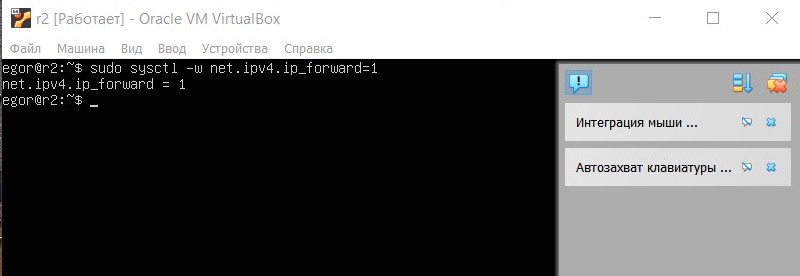 r2 [Работает] - Oracle VM VirtualBox
Файл Машина Вид Ввод Устройства Справка
egor@r2:~$ sudo sysctl -w net.ipv4.ip_forward=1
net.ipv4.ip_forward = 1
egor@r2:~$ _
Интеграция мыши ...
Автозахват клавиатуры ...